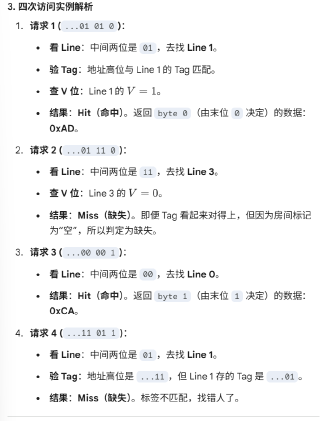 3. 四次访问实例解析
1. 请求 1 ( ...01 01 0 )：
• 看 Line：中间两位是 01，去找 Line 1。
• 验 Tag：地址高位与 Line 1 的 Tag 匹配。
• 查 V 位：Line 1 的 V = 1。
• 结果：Hit（命中）。返回 byte 0（由末位 0 决定）的数据：
0xAD。
2. 请求 2 ( ...01 11 0 )：
• 看 Line：中间两位是 11，去找 Line 3。
• 查 V 位：Line 3 的 V = 0。
• 结果：Miss（缺失）。即便 Tag 看起来对得上，但因为房间标记
为“空”，所以判定为缺失。
3. 请求 3 ( ...00 00 1 )：
• 看 Line：中间两位是 00，去找 Line 0。
• 结果：Hit（命中）。返回 byte 1（由末位 1 决定）的数据：
0xCA。
4. 请求 4 ( ...11 01 1 )：
• 看 Line：中间两位是 01，去找 Line 1。
• 验 Tag：地址高位是 ...11，但 Line 1 存的 Tag 是 ...01。
• 结果：Miss（缺失）。标签不匹配，找错人了。